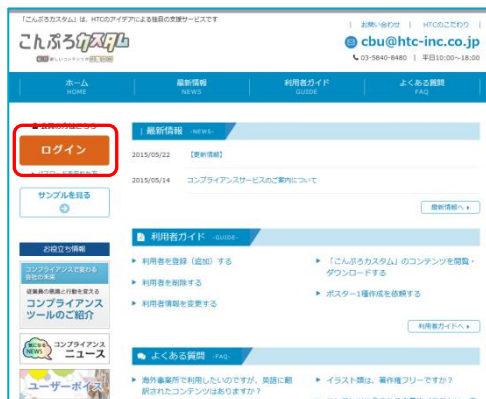 「こんぷろカスタム」は、HTCのアイデアによる独自の支援サービスです
お問い合わせ | HTCのこだわり
こんぷろカスタム
cbu@htc-inc.co.jp
03-5840-8480 | 平日10:00~18:00
ホーム
HOME
最新情報
NEWS
利用者ガイド
GUIDE
よくある質問
FAQ
ログイン
サンプルを見る
最新情報 -NEWS-
2015/05/22 【更新情報】
2015/05/14 コンプライアンスサービスのご案内について
最新情報へ
お役立ち情報
コンプライアンスで変わる
会社の未来
従業員の意識と行動を変える
コンプライアンス
ツールのご紹介
気になる NEWS
コンプライアンス
ニュース
ユーザーボイス
利用者ガイド -GUIDE-
利用者を登録（追加）する
利用者を削除する
利用者情報を変更する
「こんぷろカスタム」のコンテンツを閲覧・
ダウンロードする
ポスター1種作成を依頼する
利用者ガイドへ
よくある質問 -FAQ-
海外事業所で利用したいのですが、英語に翻
訳されたコンテンツはありますか？
イラスト類は、著作権フリーですか？